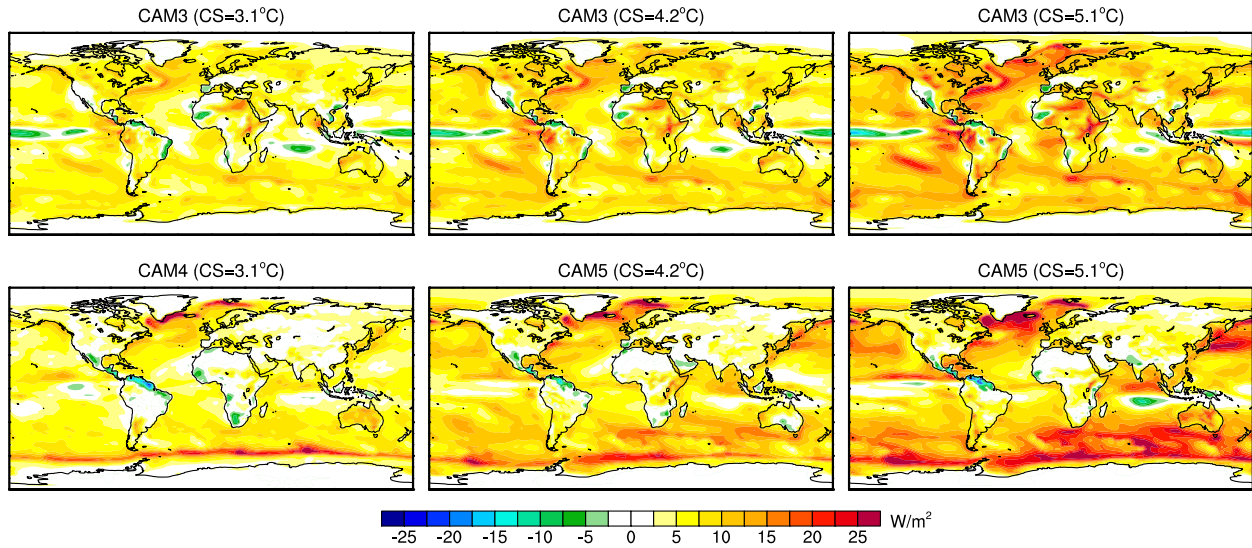 CAM3 (CS=3.1°C)
CAM3 (CS=4.2°C)
CAM3 (CS=5.1°C)
CAM4 (CS=3.1°C)
CAM5 (CS=4.2°C)
CAM5 (CS=5.1°C)
-25 -20 -15 -10 -5 0 5 10 15 20 25 W/m²